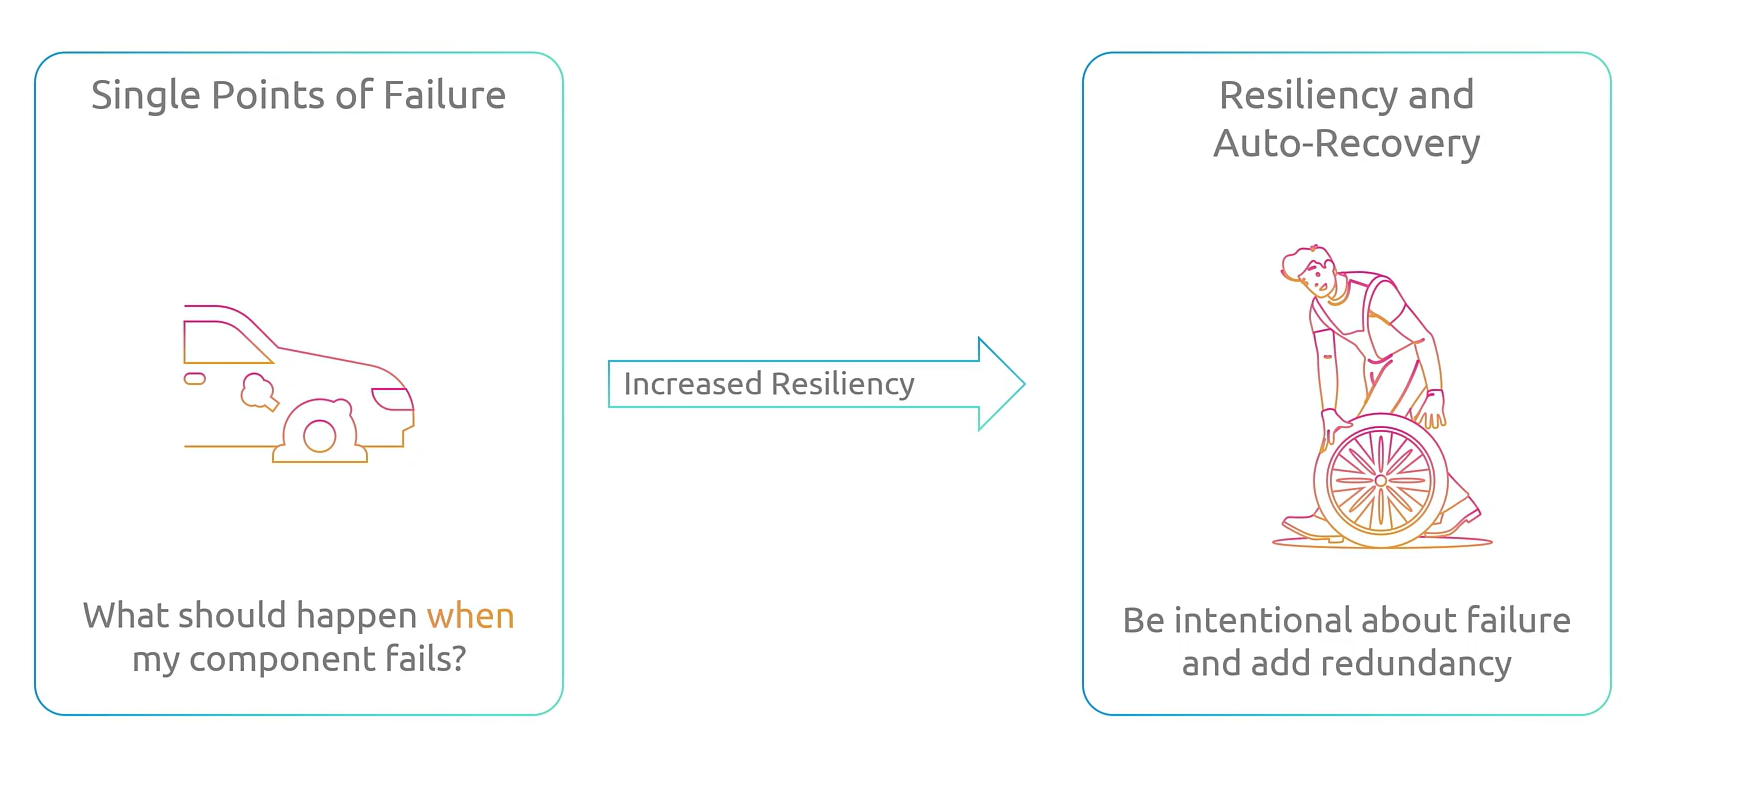 Single Points of Failure
What should happen when
my component fails?
Increased Resiliency
Resiliency and
Auto-Recovery
Be intentional about failure
and add redundancy